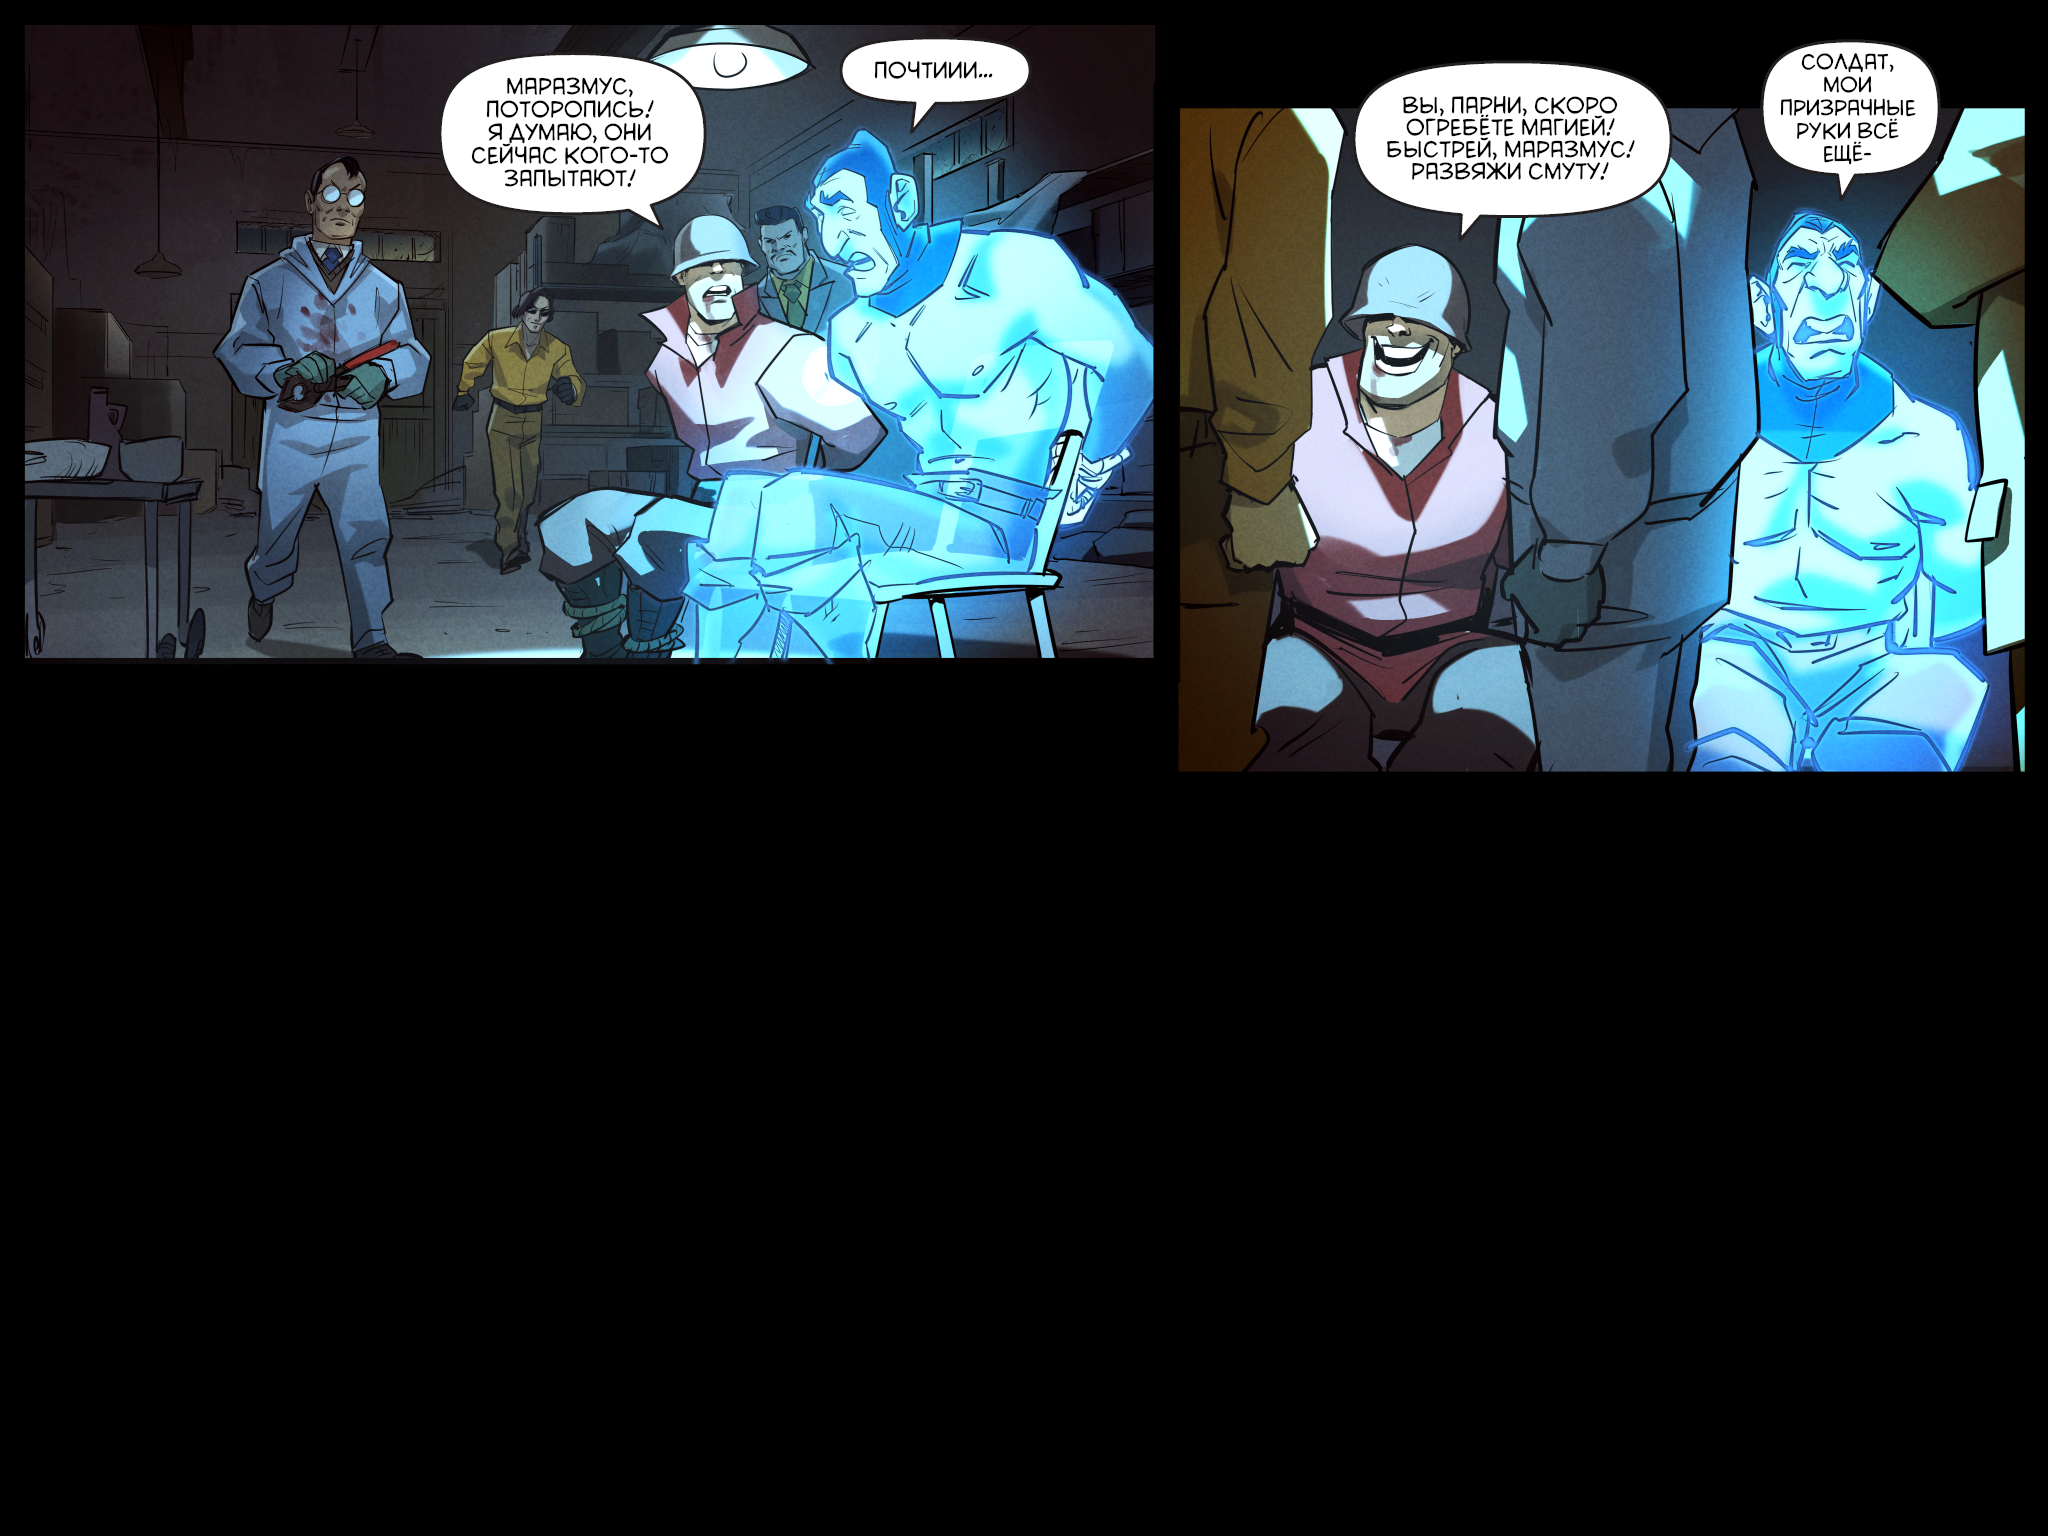 МАРАЗМУС,
ПОТОРОПИСЬ!
Я ДУМАЮ, ОНИ
СЕЙЧАС КОГО-ТО
ЗАПЫТАЮТ!
ПОЧТИИИ...
ВЫ, ПАРНИ, СКОРО
ОГРЕБЁТЕ МАГИЕЙ!
БЫСТРЕЙ, МАРАЗМУС!
РАЗВЯЖИ СМУТУ!
СОЛДАТ,
МОИ
ПРИЗРАЧНЫЕ
РУКИ ВСЁ
ЕЩЁ-